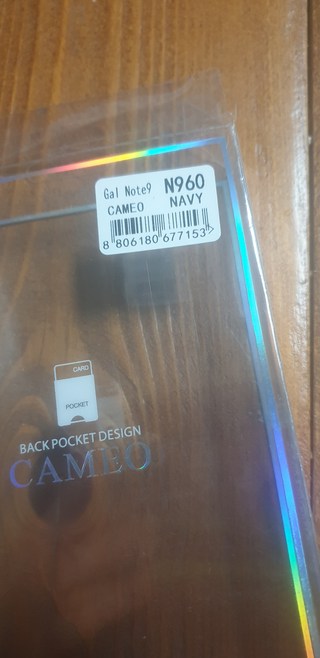 Gal Note9 N960
CAMEO NAVY
8 806180 677153>
CARD
POCKET
BACK POCKET DESIGN
CAMEO